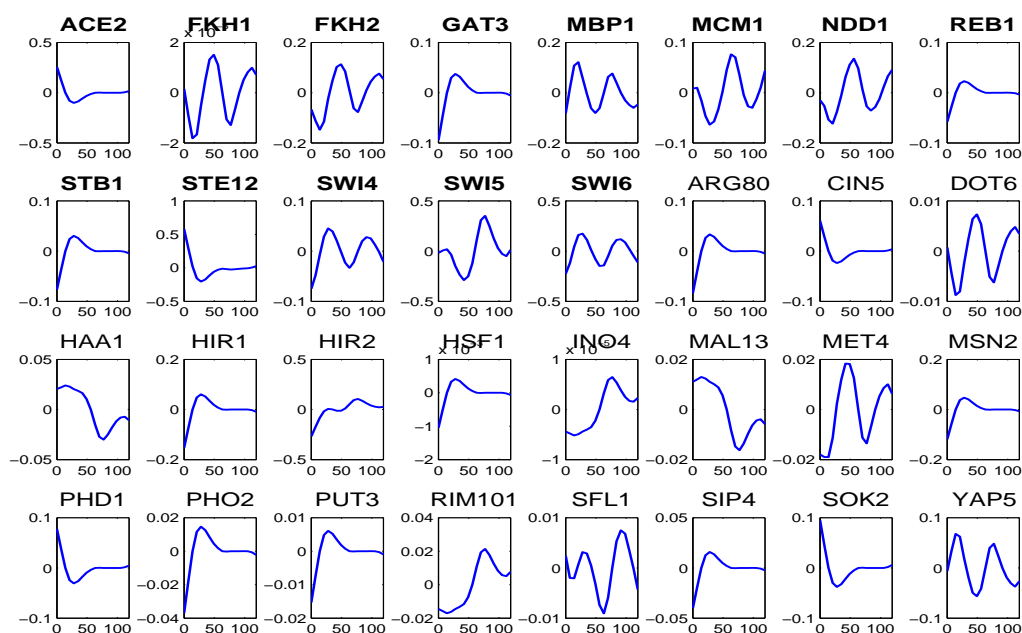 ACE2 FKH1 FKH2 GAT3 MBP1 MCM1 NDD1 REB1
× 10
0.5 2 0.2 0.1 0.2 0.1 0.2 0.2
0 0 0 0 0 0 0 0
−0.5 −2 −0.2 −0.1 −0.2 −0.1 −0.2 −0.2
0 50 100 0 50 100 0 50 100 0 50 100 0 50 100 0 50 100 0 50 100 0 50 100
STB1 STE12 SWI4 SWI5 SWI6 ARG80 CIN5 DOT6
0.1 1 0.1 0.5 0.5 0.1 0.2 0.01
0.5
0 0 0 0 0 0 0 0
−0.1 −0.5 −0.1 −0.5 −0.5 −0.1 −0.2 −0.01
0 50 100 0 50 100 0 50 100 0 50 100 0 50 100 0 50 100 0 50 100 0 50 100
HAA1 HIR1 HIR2 HSF1 INO4 MAL13 MET4 MSN2
× 10 × 10
0.05 0.2 0.5 1 1 0.02 0.02 0.2
0 0 0 0 0 0 0 0
−1
−0.05 −0.2 −0.5 −2 −1 −0.02 −0.02 −0.2
0 50 100 0 50 100 0 50 100 0 50 100 0 50 100 0 50 100 0 50 100 0 50 100
PHD1 PHO2 PUT3 RIM101 SFL1 SIP4 SOK2 YAP5
0.1 0.02 0.01 0.04 0.01 0.05 0.1 0.1
0.02
0 0 0 0 0 0 0 0
−0.02 −0.01
−0.1 −0.04 −0.02 −0.02 −0.01 −0.05 −0.1 −0.1
0 50 100 0 50 100 0 50 100 0 50 100 0 50 100 0 50 100 0 50 100 0 50 100